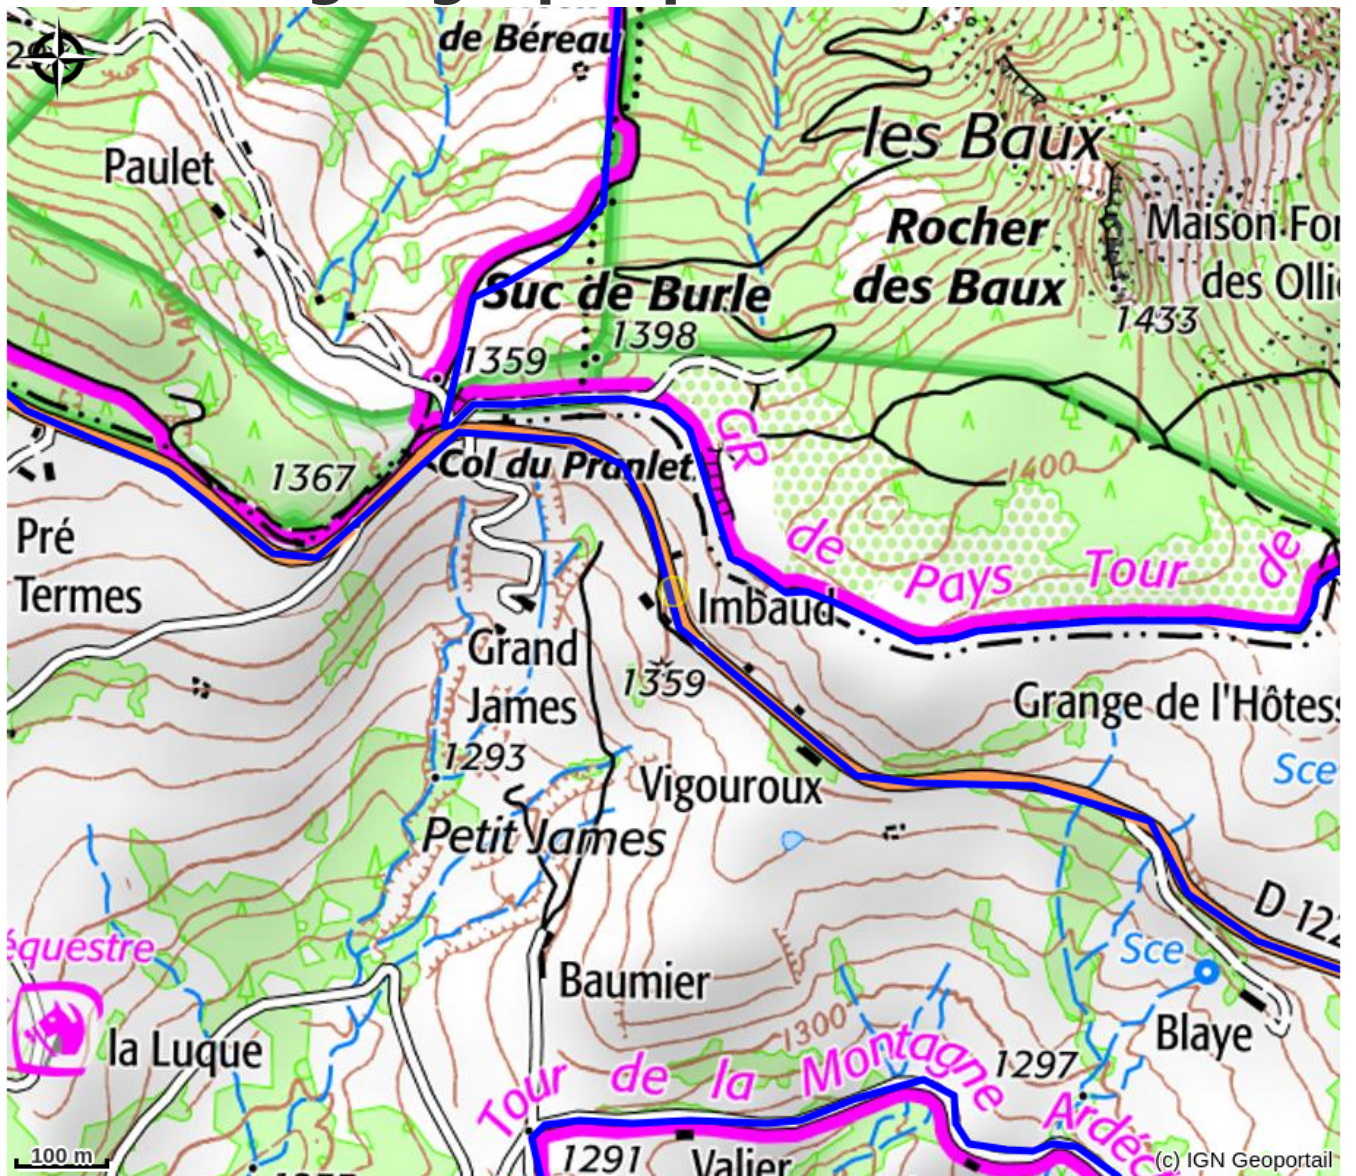 de Béreau
Paulet
les Baux
Rocher
des Baux
Maison For
des Ollie
1433
Suc de Burle
1398
1359
GR
de
Pays
Tour
de
1400
1367
Col du Pranlet
Pré
Termes
Imbaud
Grand
James
1359
Grange de l'Hôtess
Sce
1293
Vigouroux
Petit James
D 122
Sce
équestre
Baumier
la Luque
Blaye
1300
1297
Tour de la Montagne Ardéc
1291
Valier
100 m
(c) IGN Geoportail